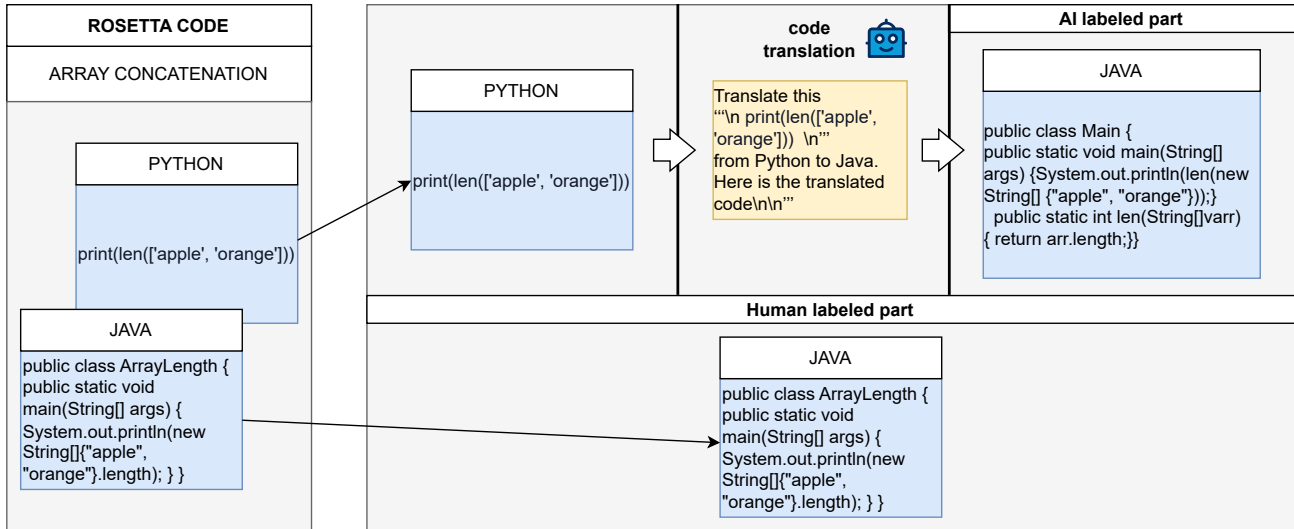 ROSETTA CODE
ARRAY CONCATENATION
PYTHON
print(len(['apple', 'orange']))
JAVA
public class ArrayLength {
public static void
main(String[] args) {
System.out.println(new
String[]{"apple",
"orange"}.length); } }
PYTHON
print(len(['apple', 'orange']))
code
translation
Translate this
“‘\n print(len(['apple',
'orange'])) \n’”
from Python to Java.
Here is the translated
code\n\n’”
AI labeled part
JAVA
public class Main {
public static void main(String[]
args) {System.out.println(len(new
String[] {"apple", "orange"}));}
public static int len(String[]varr)
{ return arr.length;}}
Human labeled part
JAVA
public class ArrayLength {
public static void
main(String[] args) {
System.out.println(new
String[]{"apple",
"orange"}.length); } }